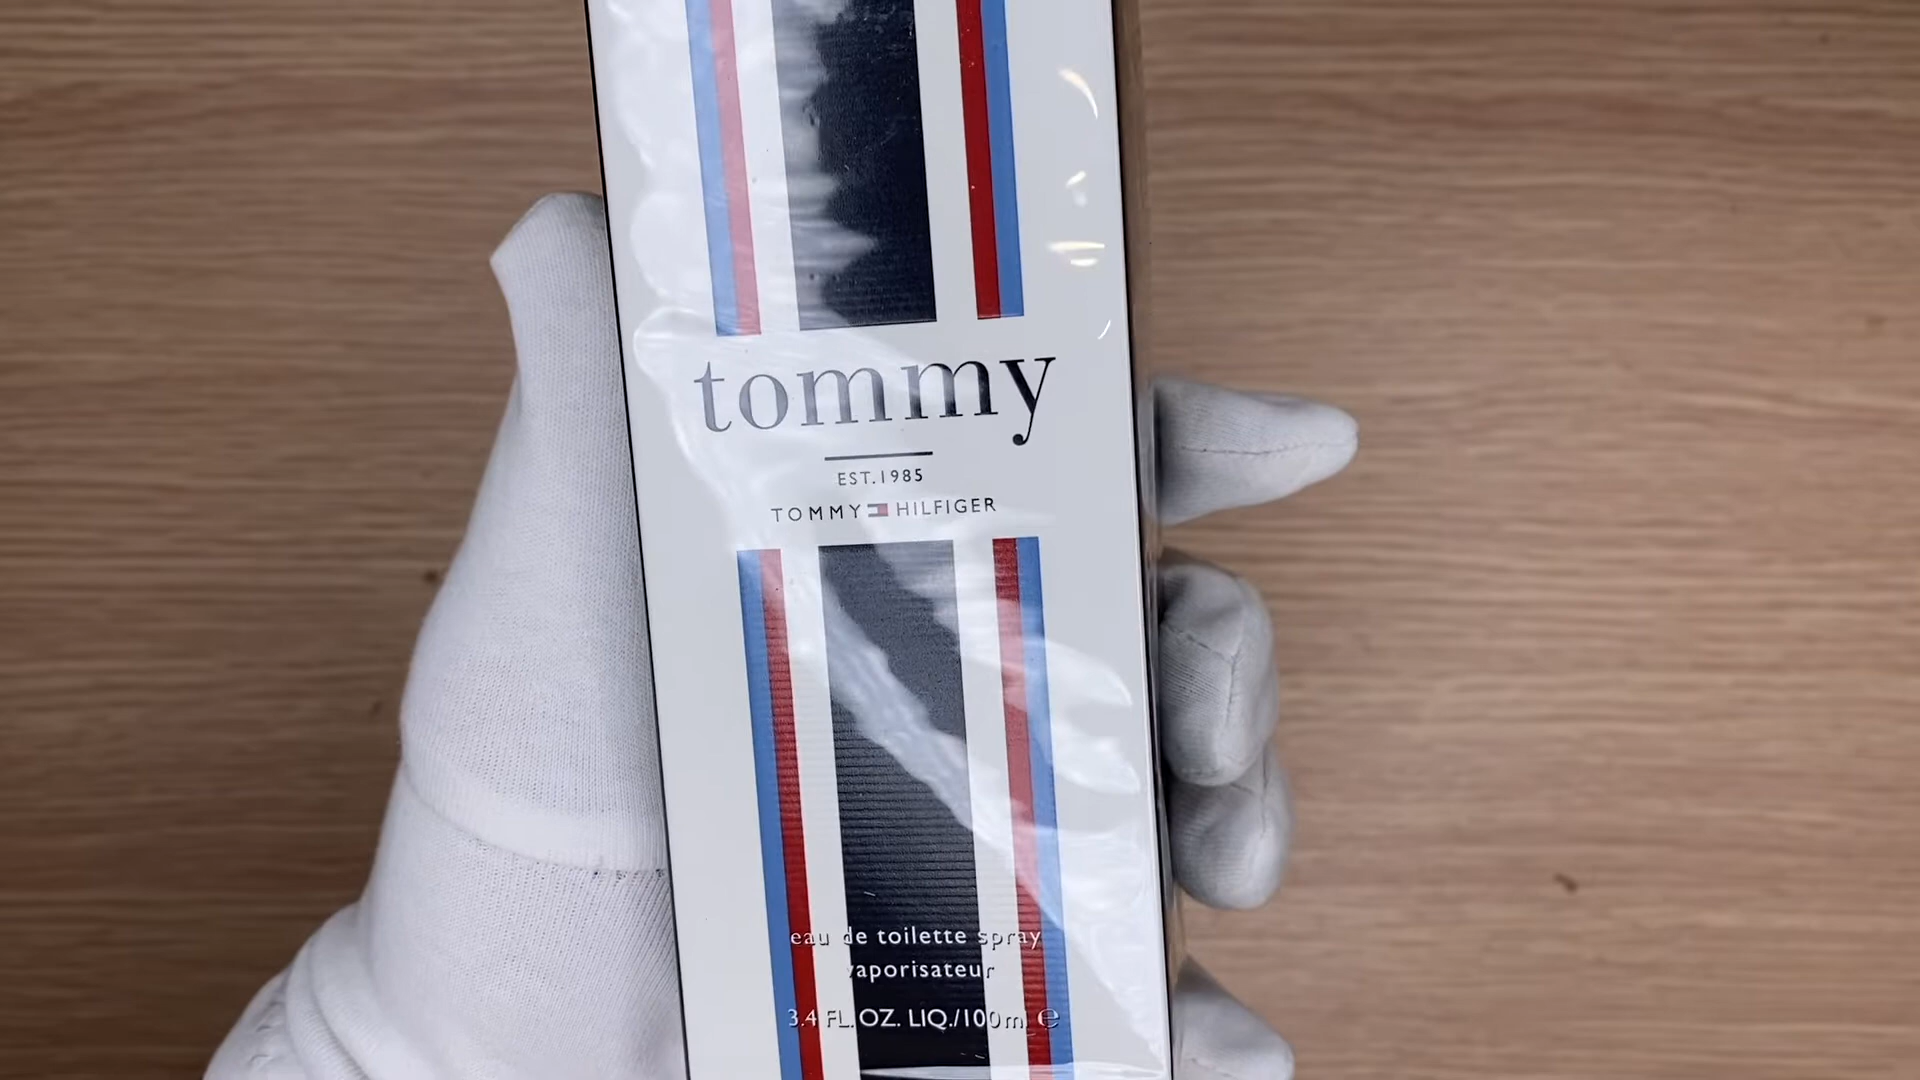 tommy
EST.1985
TOMMY HILFIGER
eau de toilette spray
vaporisateur
3.4 FL. OZ. LIQ./100ml ℮